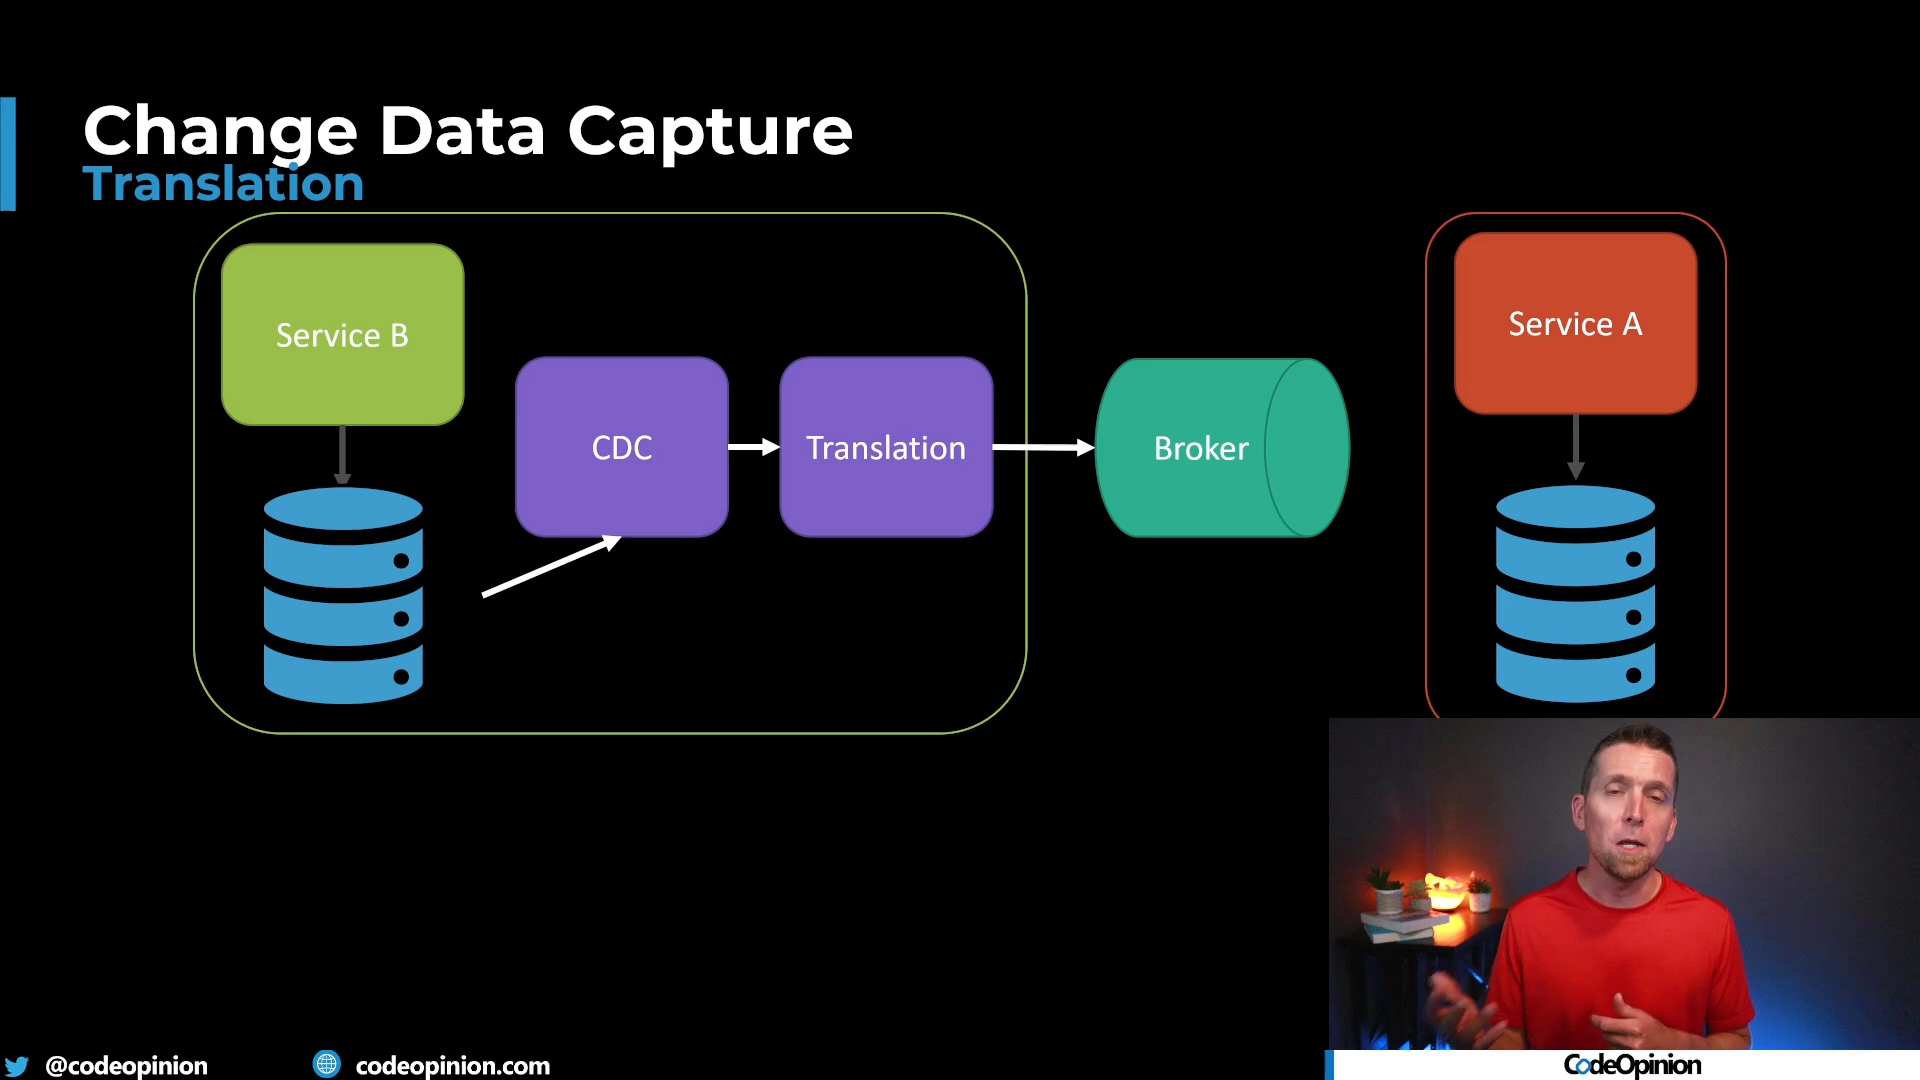 Change Data Capture
Translation
Service B
Service A
CDC
Translation
Broker
@codeopinion
codeopinion.com
CodeOpinion